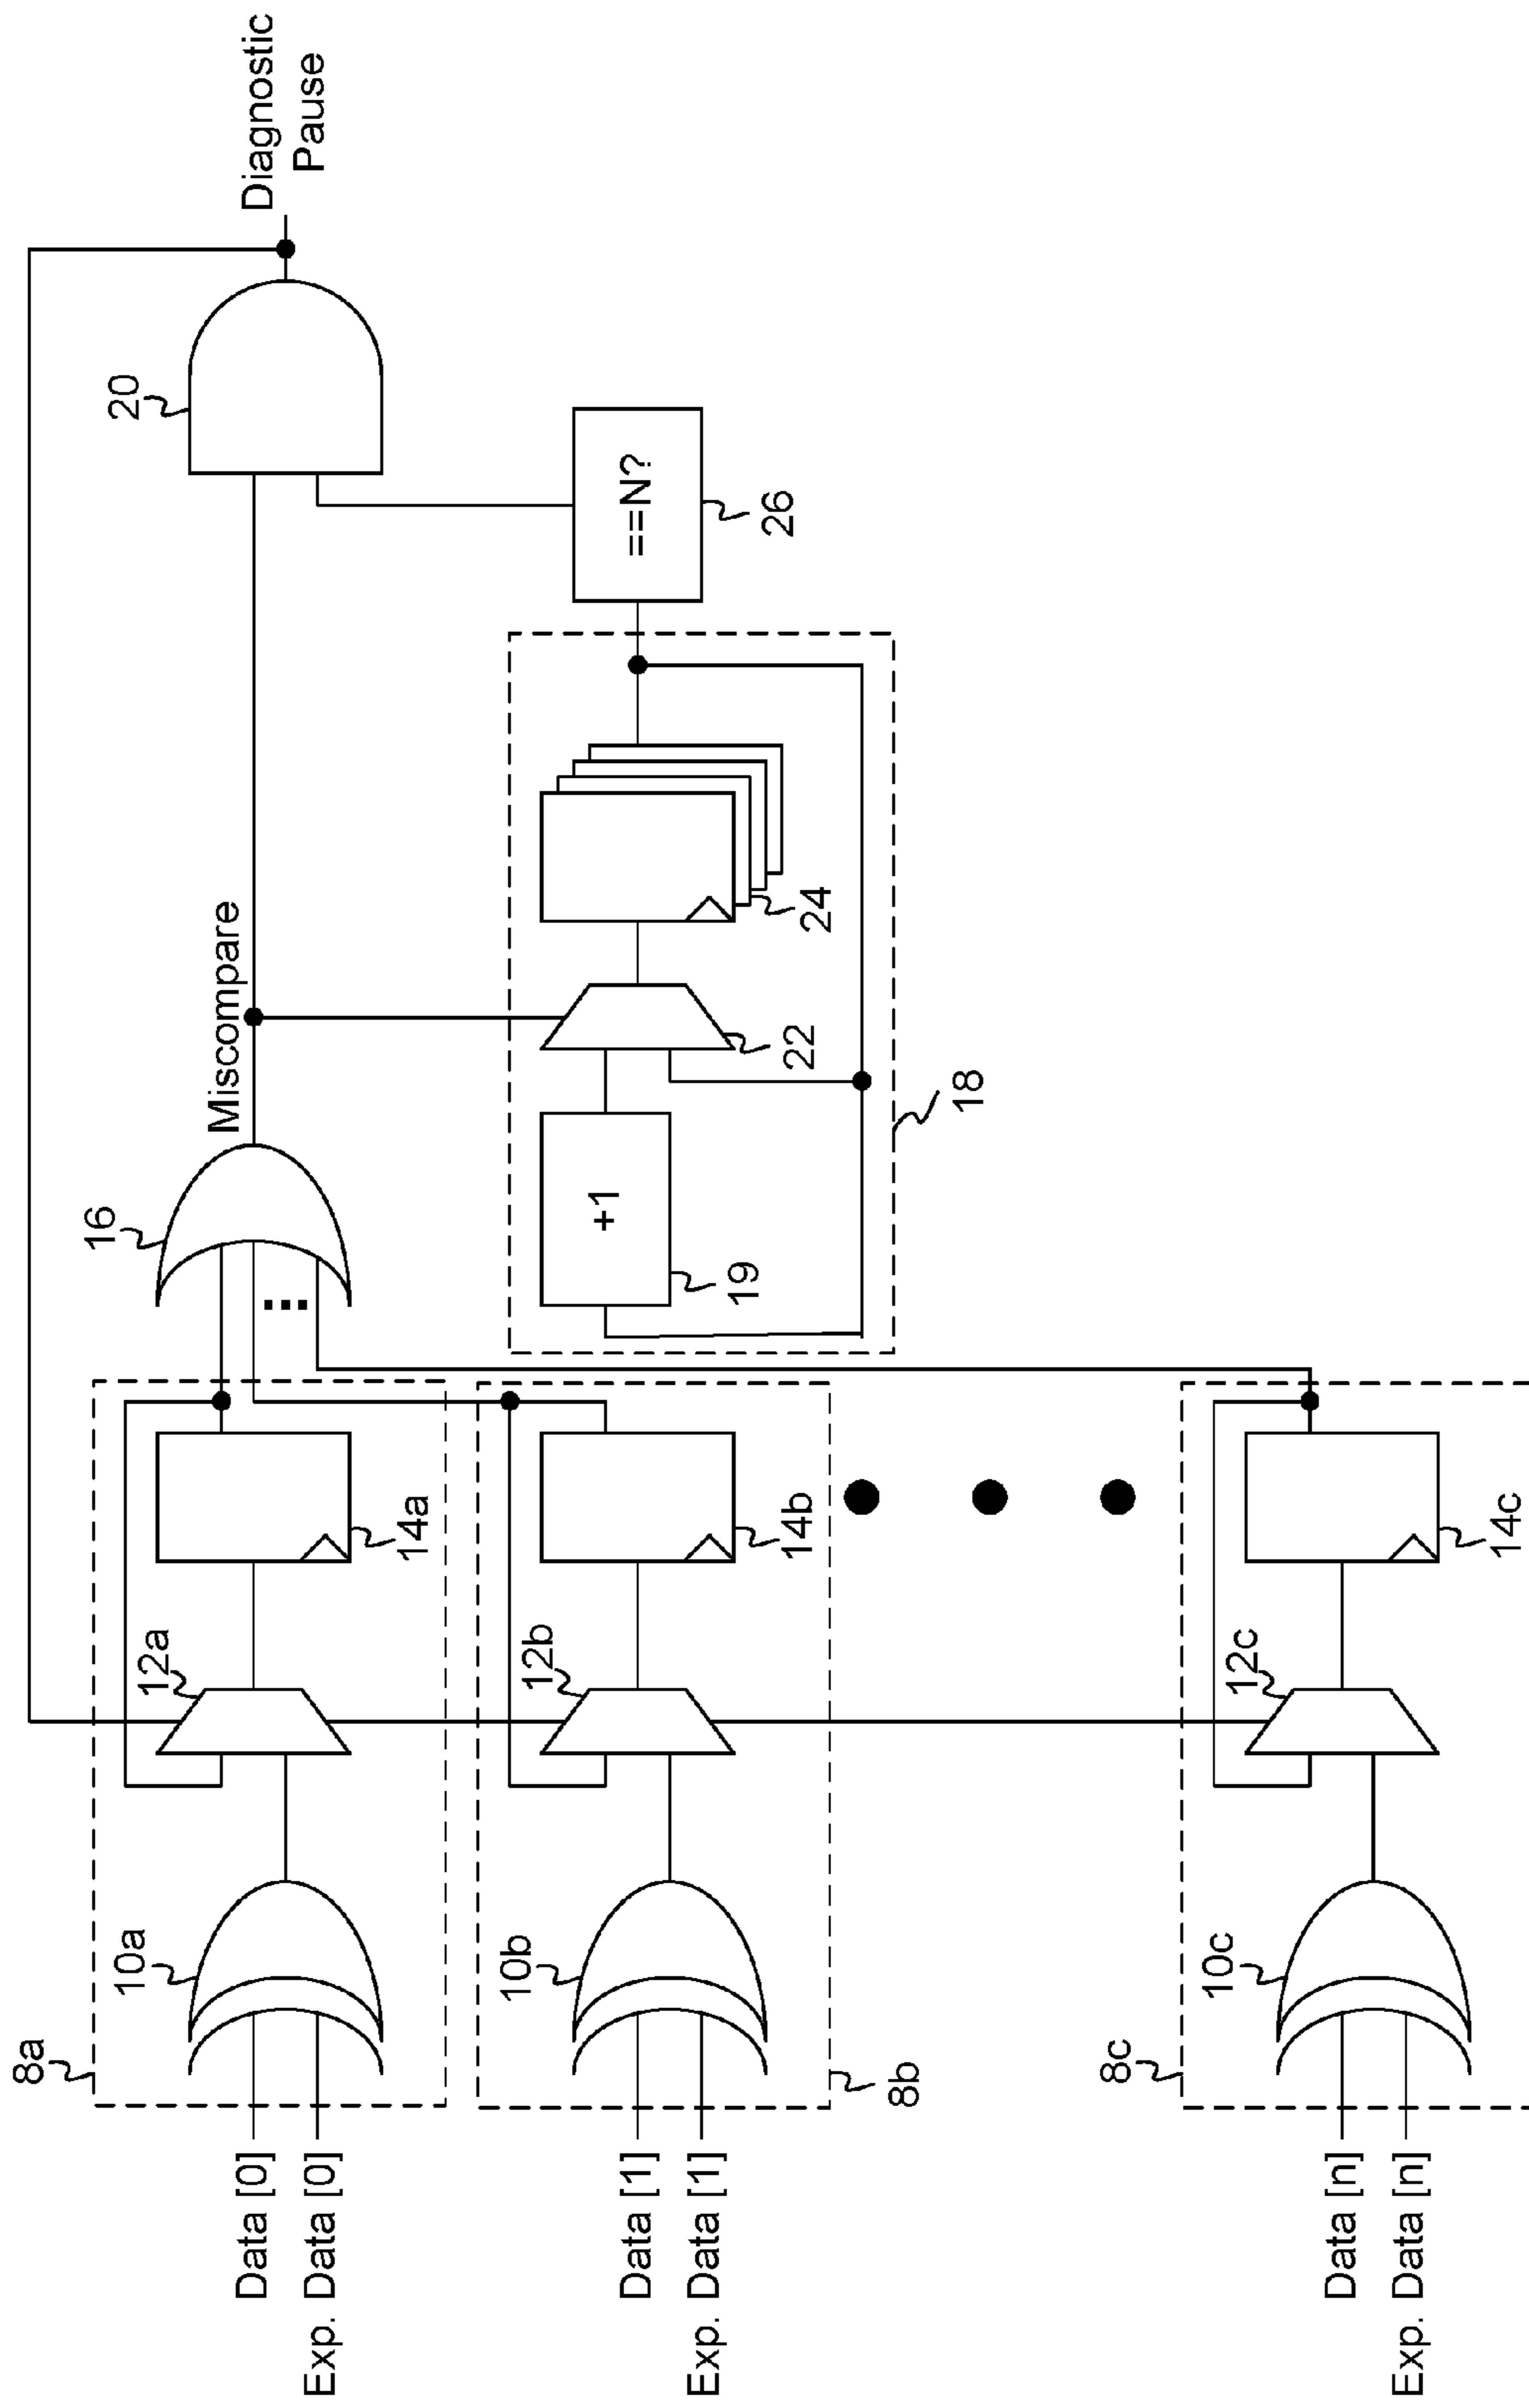 Diagnostic
Pause
20
Miscompare
16
==N?
26
+1
19
22
24
18
8a
10a
12a
14a
Data [0]
Exp. Data [0]
8b
10b
12b
14b
Data [1]
Exp. Data [1]
8c
10c
12c
14c
Data [n]
Exp. Data [n]